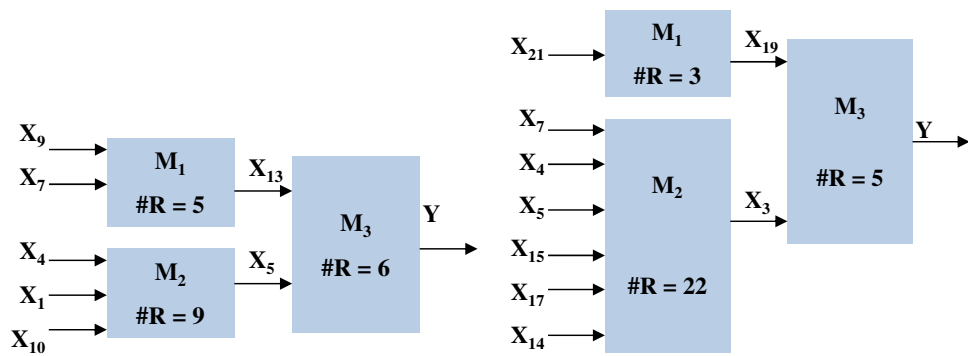 X₉
X₇
M₁
#R = 5
X₁₃
X₄
X₁
X₁₀
M₂
#R = 9
X₅
M₃
#R = 6
Y
X₂₁
M₁
#R = 3
X₁₉
X₇
X₄
X₅
X₁₅
X₁₇
X₁₄
M₂
#R = 22
X₃
M₃
#R = 5
Y